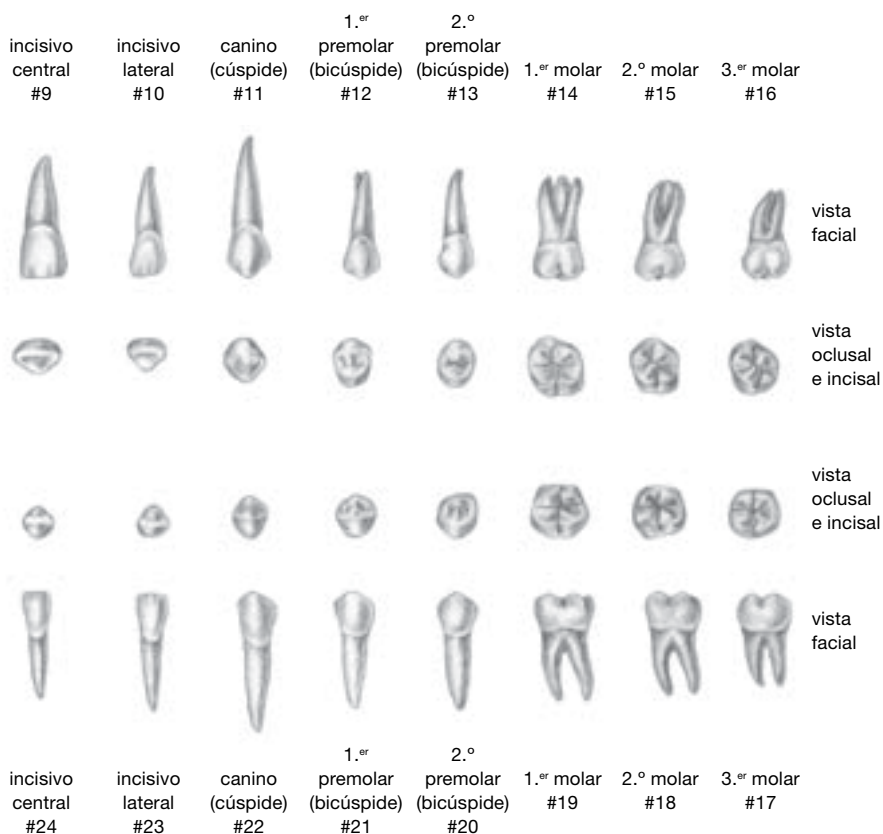 incisivo
central
#9
incisivo
lateral
#10
canino
(cúspide)
#11
1.er
premolar
(bicúspide)
#12
2.º
premolar
(bicúspide)
#13
1.er molar
#14
2.º molar
#15
3.er molar
#16
vista
facial
vista
oclusal
e incisal
vista
oclusal
e incisal
vista
facial
incisivo
central
#24
incisivo
lateral
#23
canino
(cúspide)
#22
1.er
premolar
(bicúspide)
#21
2.º
premolar
(bicúspide)
#20
1.er molar
#19
2.º molar
#18
3.er molar
#17